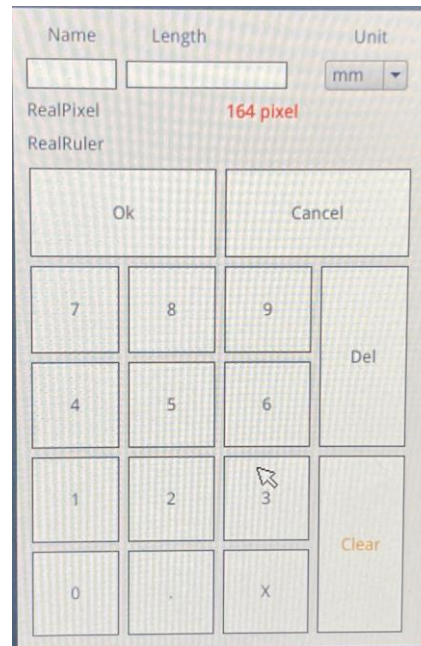 Name Length Unit
mm
RealPixel 164 pixel
RealRuler
Ok Cancel
7 8 9
Del
4 5 6
1 2 3
Clear
0 . X